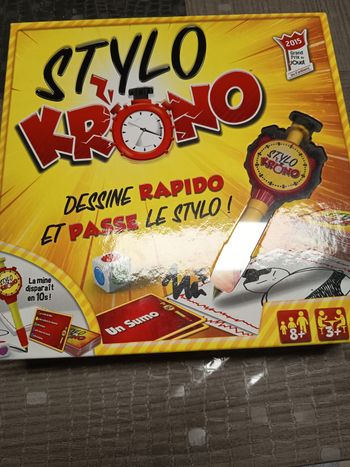 STYLO
KRONO
2015
Grand
Prix du
Jouet
STYLO
KRONO
DESSINE RAPIDO
ET PASSE LE STYLO !
La mine
disparaît
en 10s !
Un Sumo
8+
3+